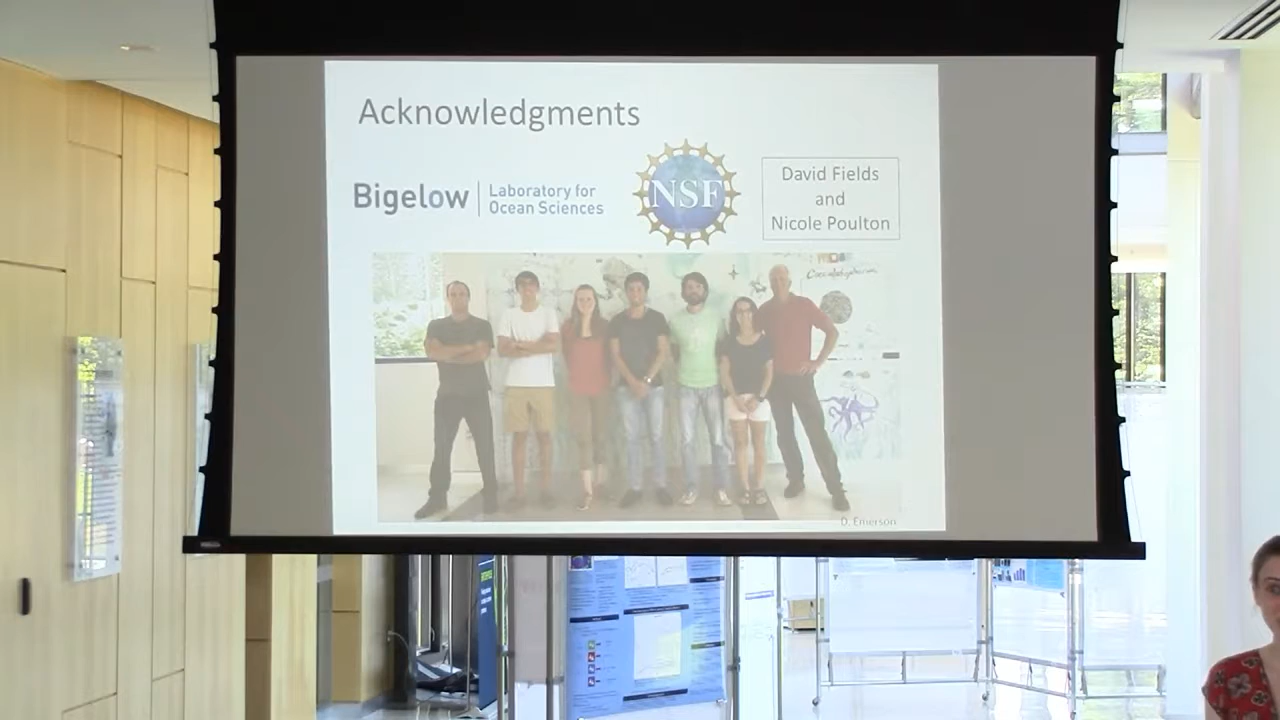 Acknowledgments
Bigelow
Laboratory for
Ocean Sciences
NSF
David Fields
and
Nicole Poulton
D. Emerson